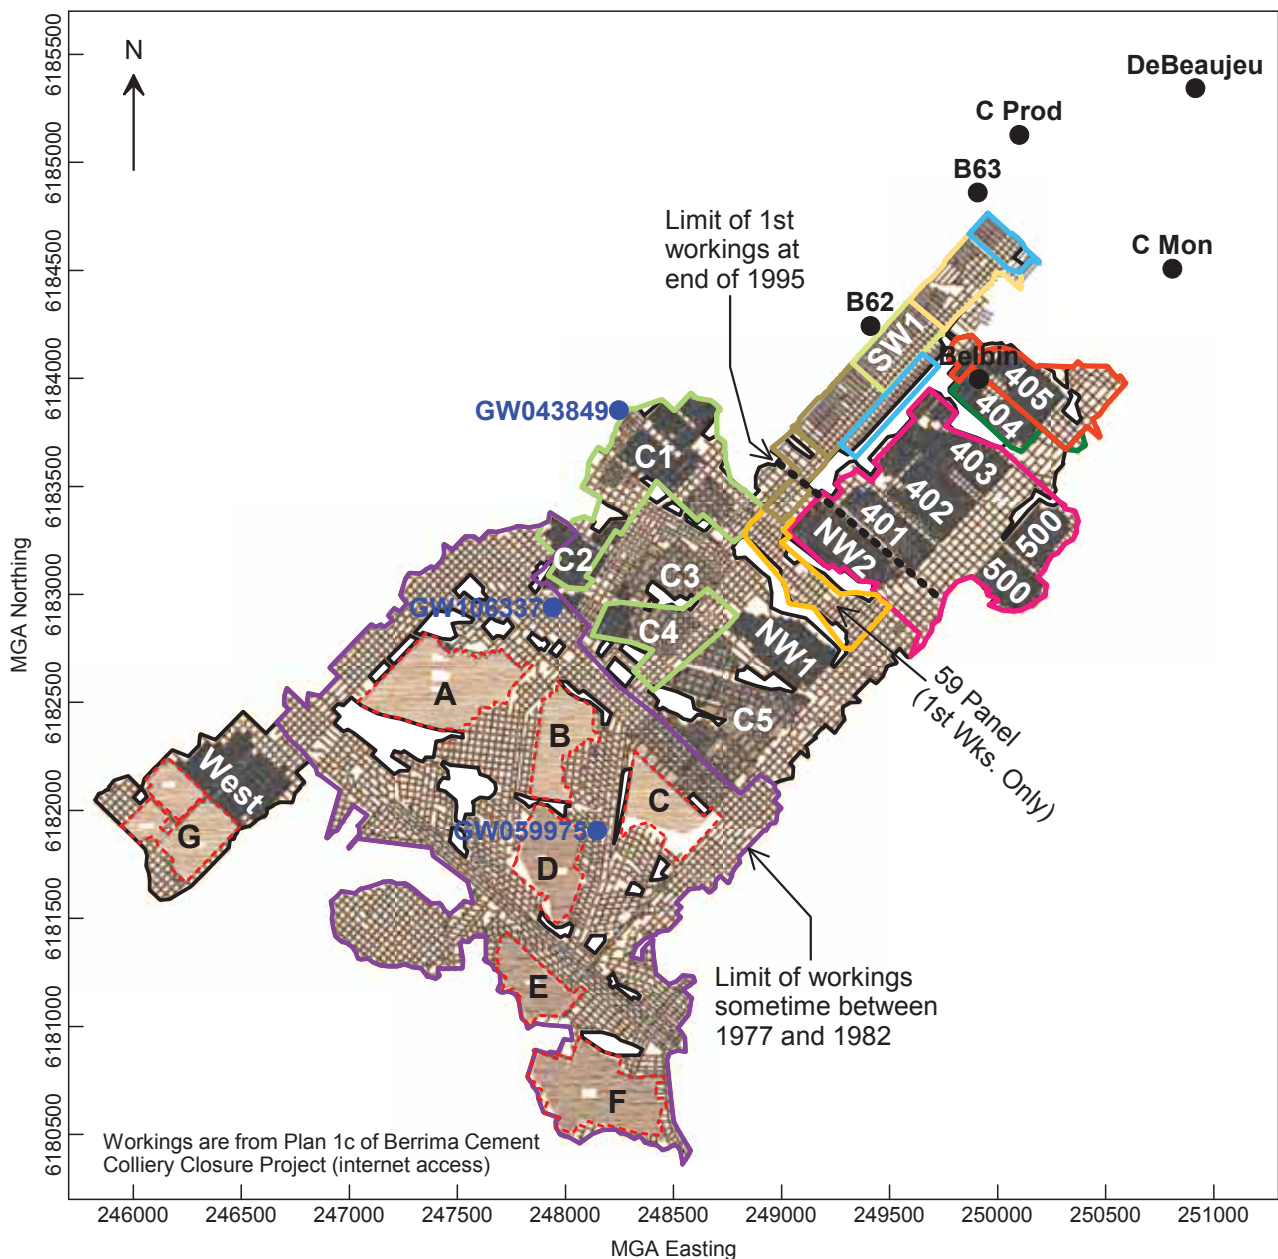 N
DeBeaujeu
C Prod
B63
Limit of 1st
workings at
end of 1995
C Mon
B62
SW1
Belbin
405
404
GW043849
C1
403
402
401
500
NW2
C2
C3
500
GW106337
C4
NW1
59 Panel
(1st Wks. Only)
A
C5
B
West
C
G
GW059975
D
E
Limit of workings
sometime between
1977 and 1982
F
Workings are from Plan 1c of Berrima Cement
Colliery Closure Project (internet access)
MGA Northing
6185500
6185000
6184500
6184000
6183500
6183000
6182500
6182000
6181500
6181000
6180500
246000 246500 247000 247500 248000 248500 249000 249500 250000 250500 251000
MGA Easting